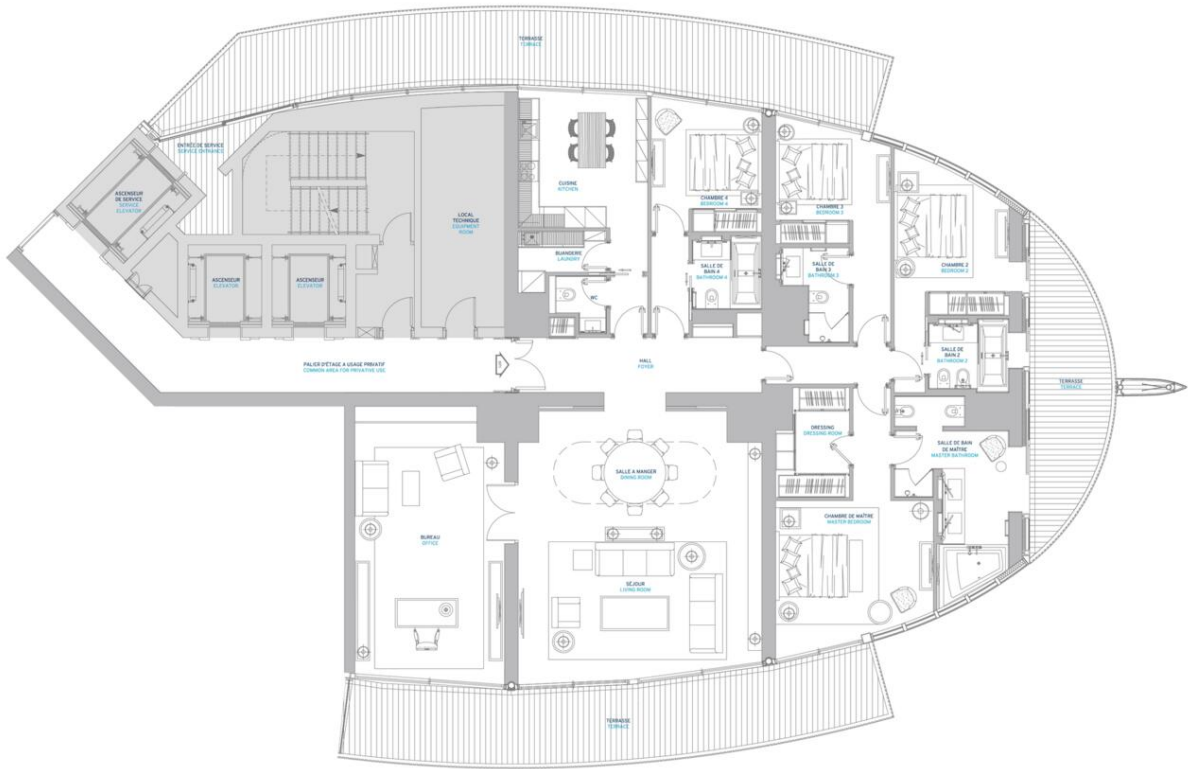 TERRASSE
TERRACE
ENTRÉE DE SERVICE
SERVICE ENTRANCE
ASCENSEUR
DE SERVICE
SERVICE
ELEVATOR
LOCAL
TECHNIQUE
EQUIPMENT
ROOM
ASCENSEUR
ELEVATOR
ASCENSEUR
ELEVATOR
CUISINE
KITCHEN
BUANDERIE
LAUNDRY
WC
CHAMBRE 4
BEDROOM 4
SALLE DE
BAIN 4
BATHROOM 4
CHAMBRE 3
BEDROOM 3
SALLE DE
BAIN 3
BATHROOM 3
CHAMBRE 2
BEDROOM 2
SALLE DE
BAIN 2
BATHROOM 2
PALIER D'ÉTAGE A USAGE PRIVATIF
COMMON AREA FOR PRIVATIVE USE
HALL
FOYER
TERRASSE
TERRACE
DRESSING
DRESSING ROOM
SALLE DE BAIN
DE MAÎTRE
MASTER BATHROOM
SALLE A MANGER
DINING ROOM
CHAMBRE DE MAÎTRE
MASTER BEDROOM
BUREAU
OFFICE
SÉJOUR
LIVING ROOM
TERRASSE
TERRACE